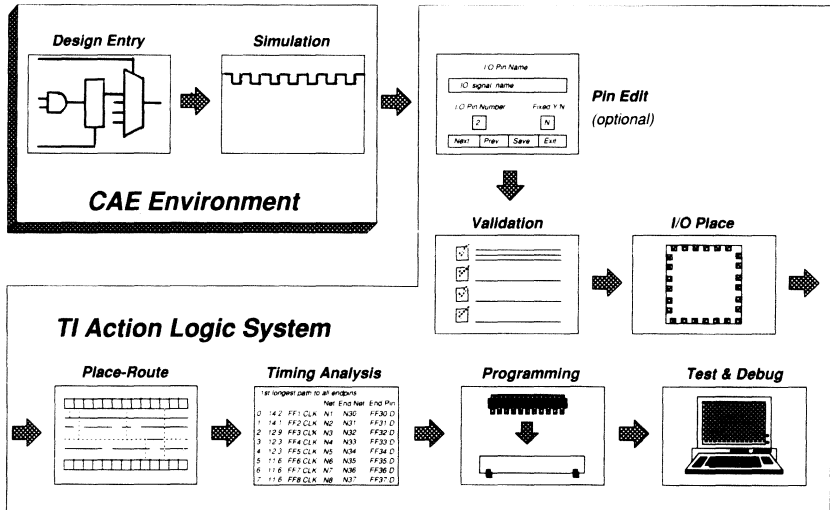 Design Entry
Simulation
CAE Environment
I/O Pin Name
IO signal name
I/O Pin Number Fixed Y N
2 N
Next Prev Save Exit
Pin Edit
(optional)
Validation
I/O Place
TI Action Logic System
Place-Route
Timing Analysis
1st longest path to all endpins
Net End Net End Pin
0 14.2 FF1 CLK N1 N30 FF30 D
1 14.1 FF2 CLK N2 N31 FF31 D
2 12.9 FF3 CLK N3 N32 FF32 D
3 12.3 FF4 CLK N4 N33 FF33 D
4 12.3 FF5 CLK N5 N34 FF34 D
5 11.6 FF6 CLK N6 N35 FF35 D
6 11.6 FF7 CLK N7 N36 FF36 D
7 11.6 FF8 CLK N8 N37 FF37 D
Programming
Test & Debug